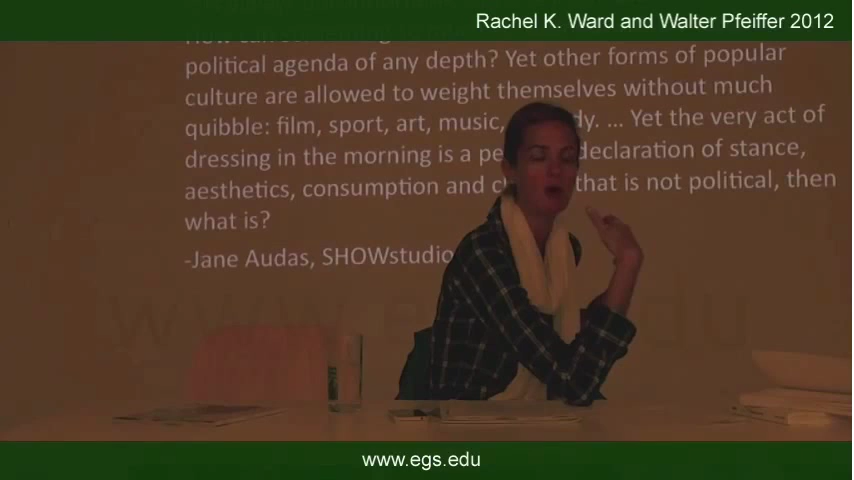 Rachel K. Ward and Walter Pfeiffer 2012
political agenda of any depth? Yet other forms of popular
culture are allowed to weight themselves without much
quibble: film, sport, art, music, dy. ... Yet the very act of
dressing in the morning is a pe declaration of stance,
aesthetics, consumption and c that is not political, then
what is?
-Jane Audas, SHOWstudio
www.egs.edu
www.egs.edu